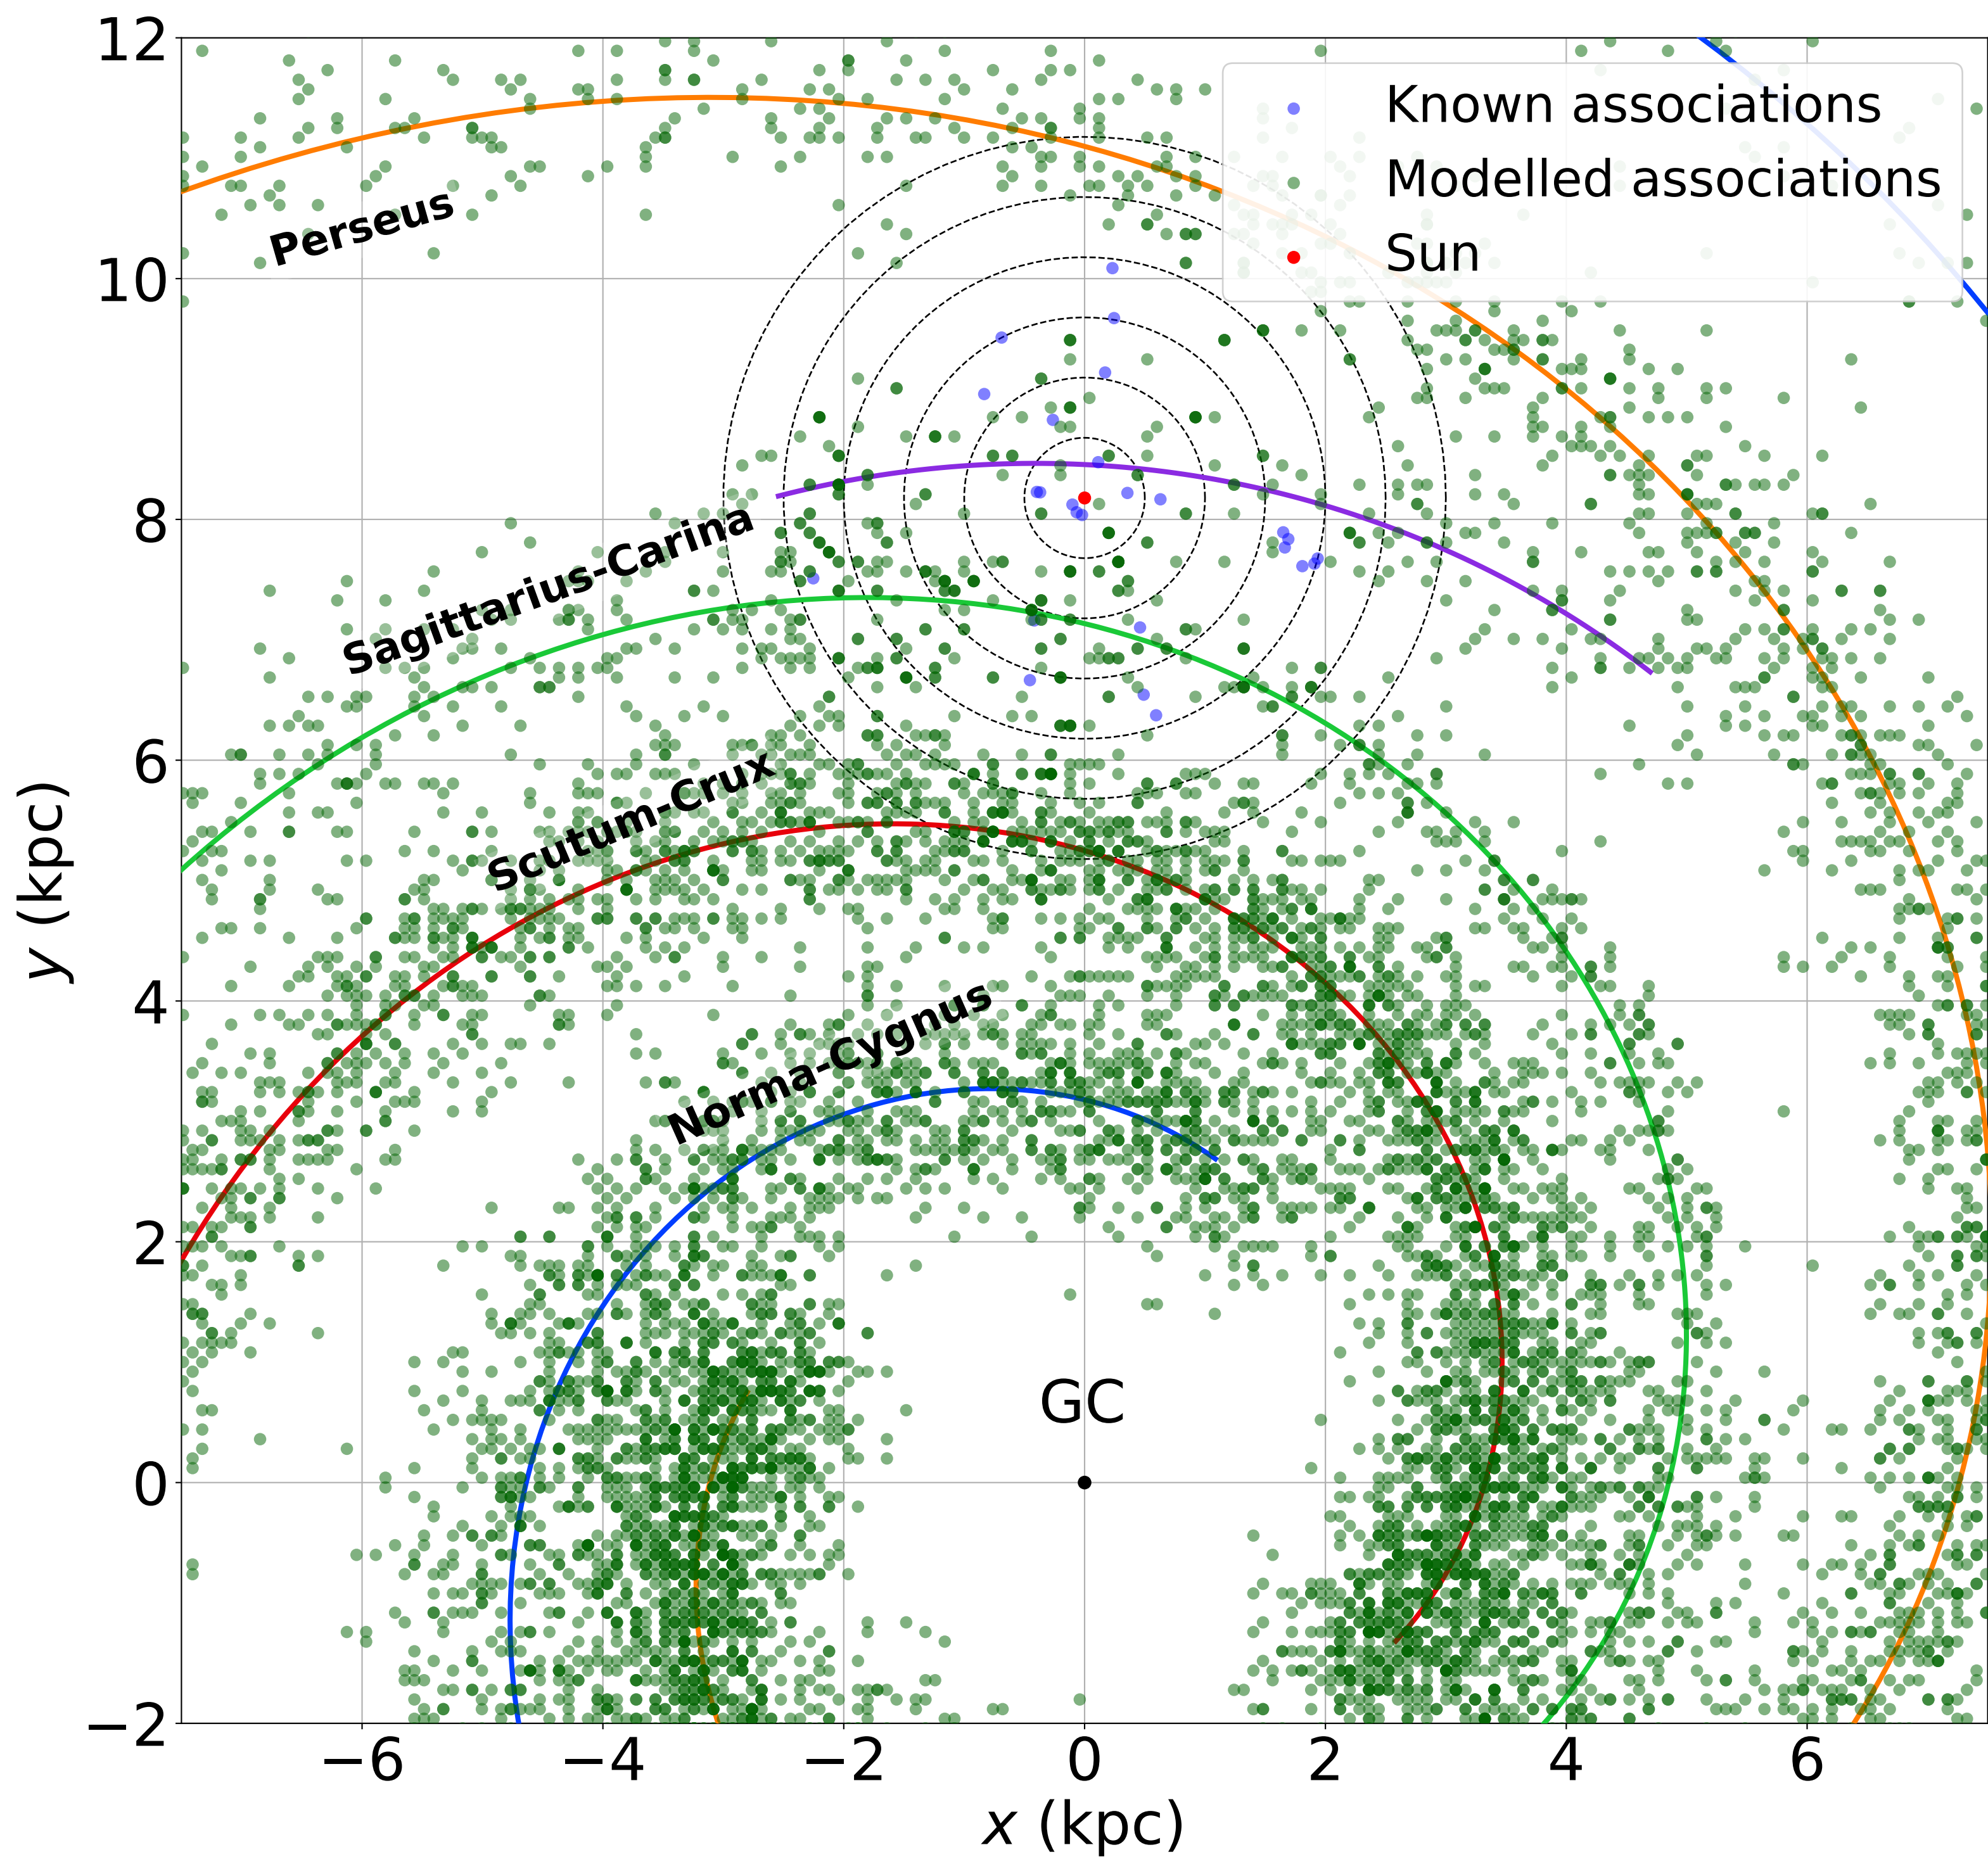 12
10
8
6
4
2
0
−2
y (kpc)
Known associations
Modelled associations
Sun
Perseus
Sagittarius-Carina
Scutum-Crux
Norma-Cygnus
GC
−6 −4 −2 0 2 4 6
x (kpc)